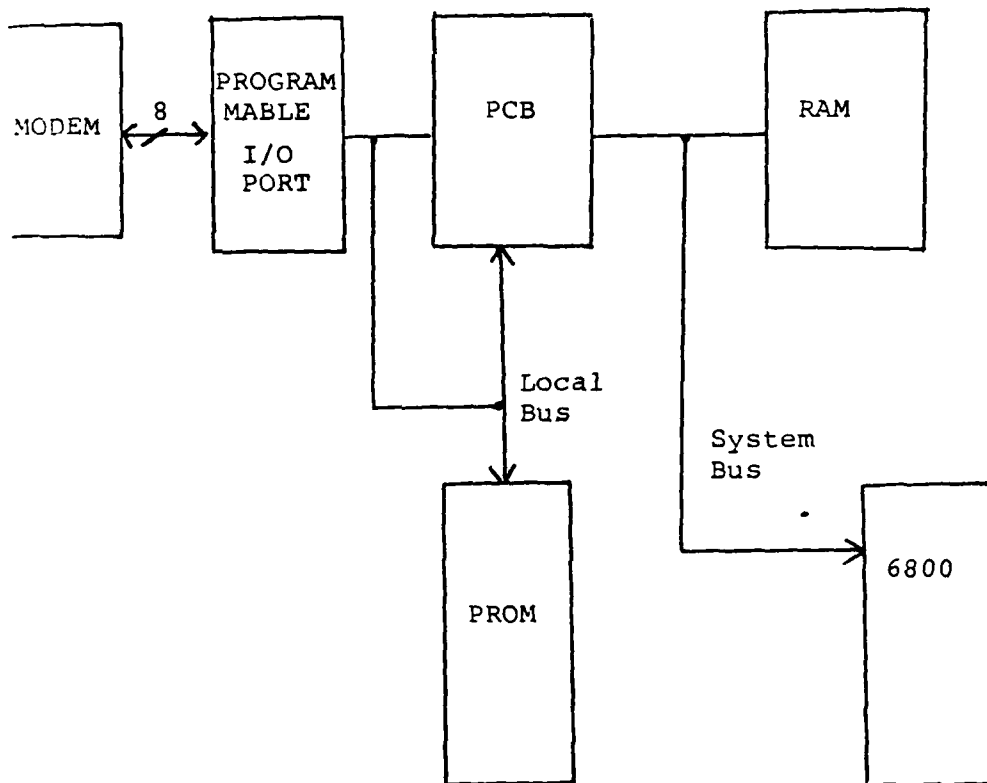 MODEM
8
PROGRAM
MABLE
I/O
PORT
PCB
RAM
Local
Bus
System
Bus
PROM
6800